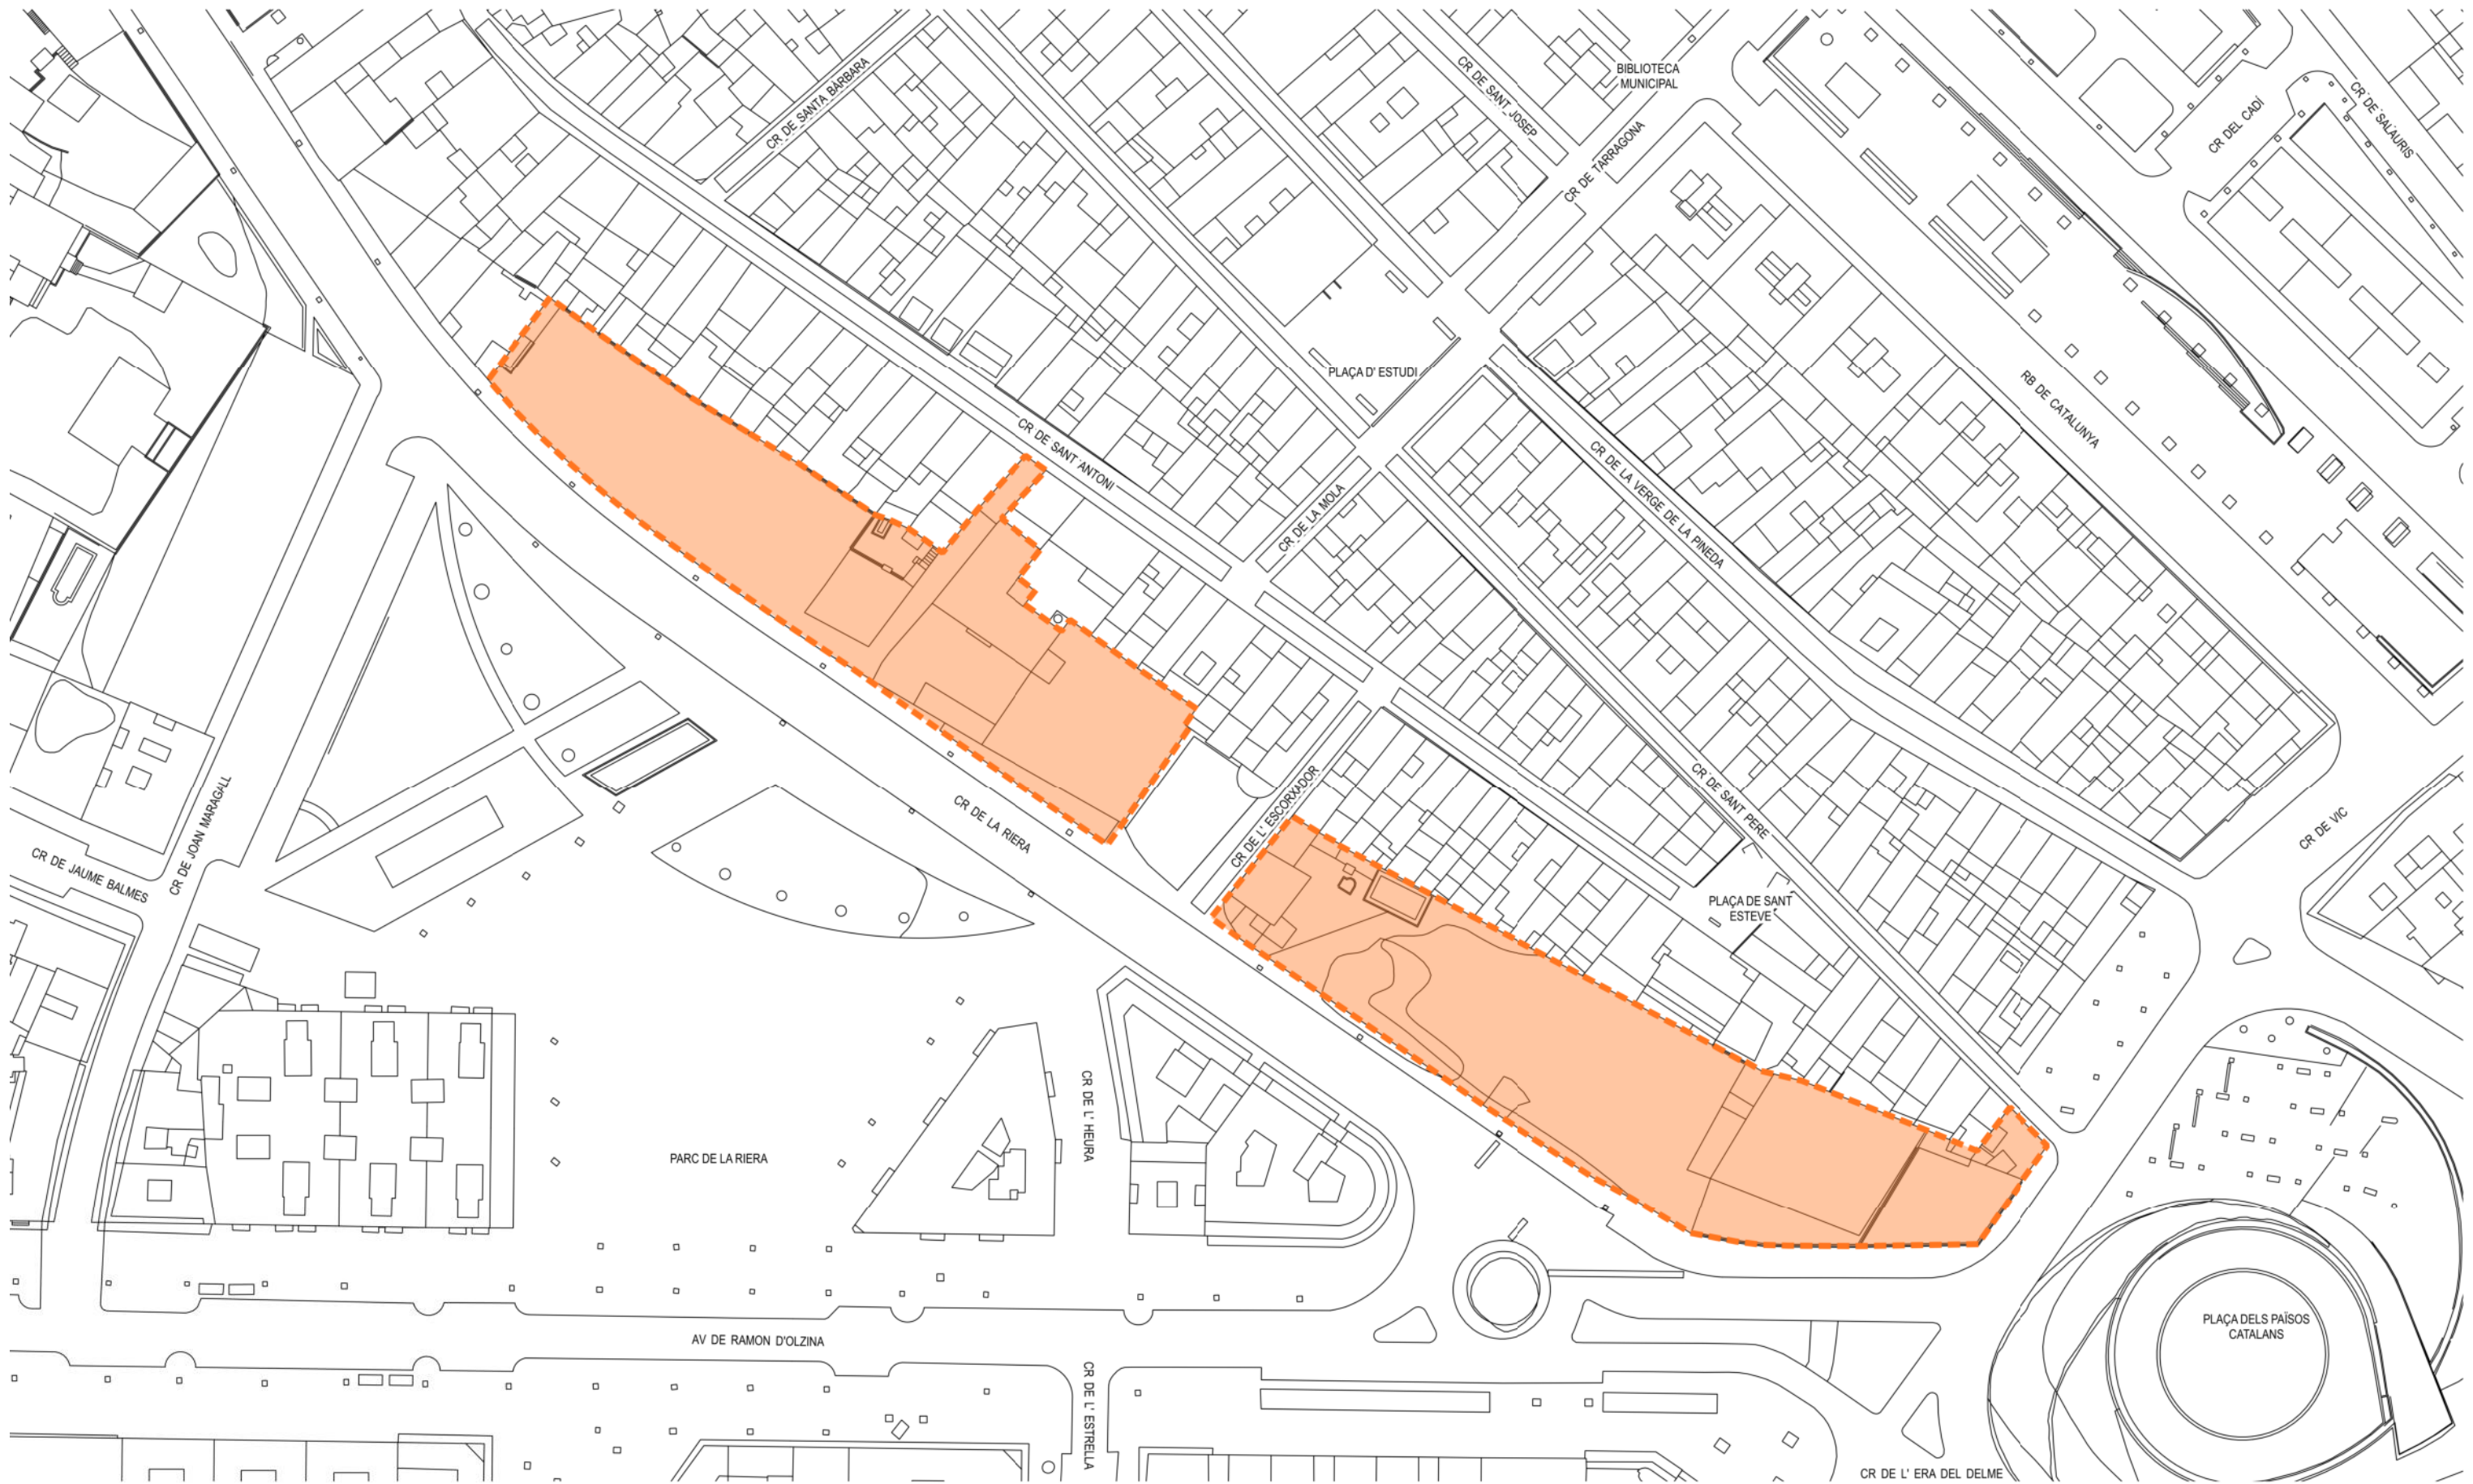 CR DE SANTA BÀRBARA
CR DE SANT JOSEP
BIBLIOTECA
MUNICIPAL
CR DE TARRAGONA
CR DEL CADÍ
CR DE SALAURIS
PLAÇA D' ESTUDI
RB DE CATALUNYA
CR DE SANT ANTONI
CR DE LA MOLA
CR DE LA VERGE DE LA PINEDA
CR DE SANT PERE
CR DE L' ESCORXADOR
CR DE LA RIERA
CR DE JOAN MARAGALL
CR DE JAUME BALMES
CR DE VIC
PLAÇA DE SANT
ESTEVE
CR DE L' HEURA
PARC DE LA RIERA
AV DE RAMON D'OLZINA
PLAÇA DELS PAÏSOS
CATALANS
CR DE L' ESTRELLA
CR DE L' ERA DEL DELME